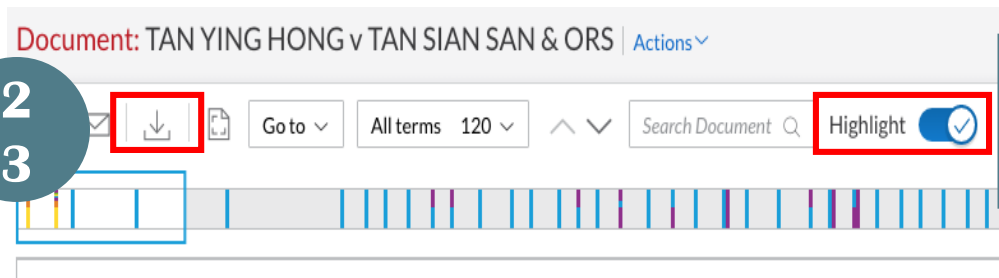 Document: TAN YING HONG v TAN SIAN SAN & ORS Actions
2
Go to All terms 120 Search Document Highlight
3